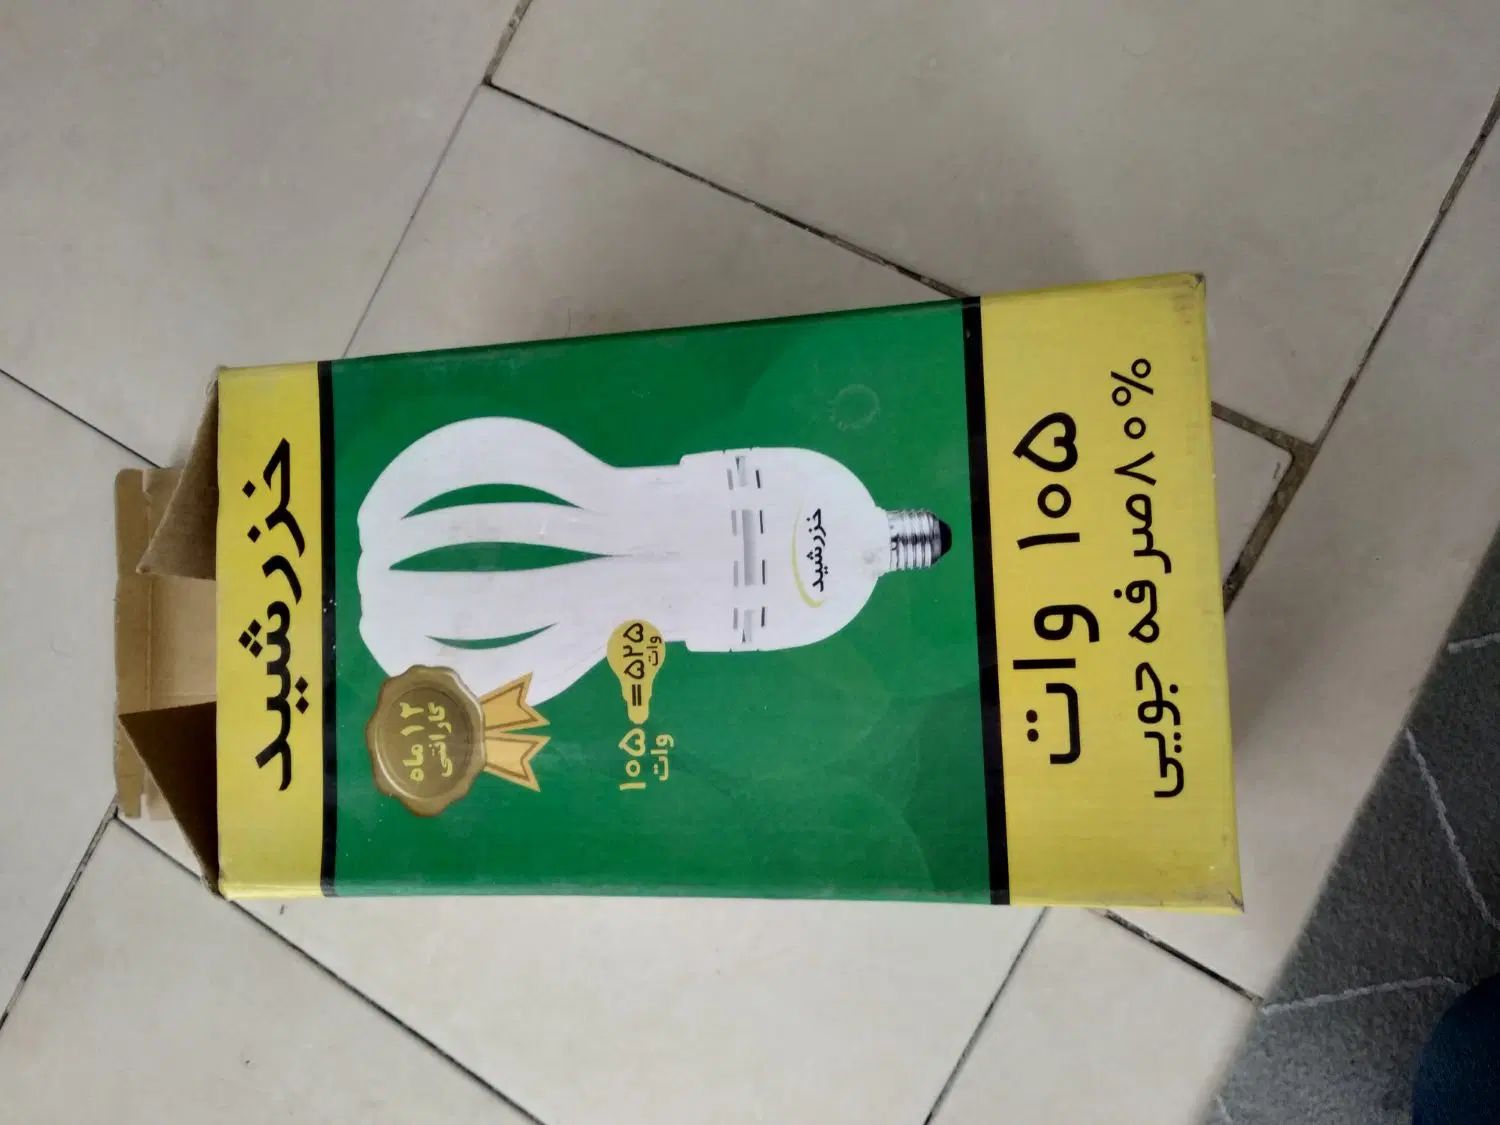 خزرشید
خزرشید
۱۰۵ = ۵۲۵
وات وات
۱۲ ماه
گارانتی
۱۰۵ وات
۸۰% صرفه جویی